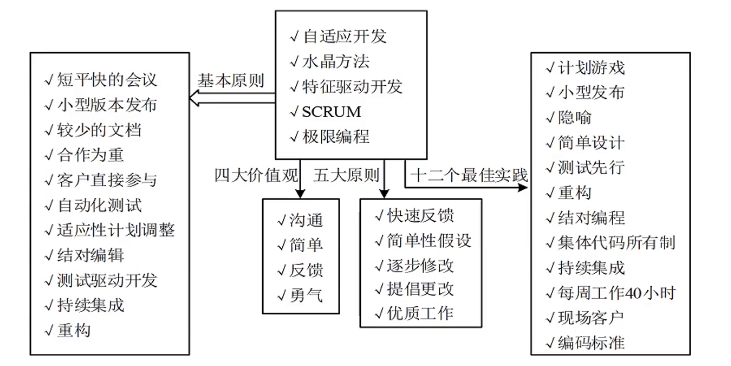 √自适应开发
√水晶方法
√特征驱动开发
√SCRUM
√极限编程
基本原则
√短平快的会议
√小型版本发布
√较少的文档
√合作为重
√客户直接参与
√自动化测试
√适应性计划调整
√结对编辑
√测试驱动开发
√持续集成
√重构
四大价值观
√沟通
√简单
√反馈
√勇气
五大原则
√快速反馈
√简单性假设
√逐步修改
√提倡更改
√优质工作
十二个最佳实践
√计划游戏
√小型发布
√隐喻
√简单设计
√测试先行
√重构
√结对编程
√集体代码所有制
√持续集成
√每周工作40小时
√现场客户
√编码标准